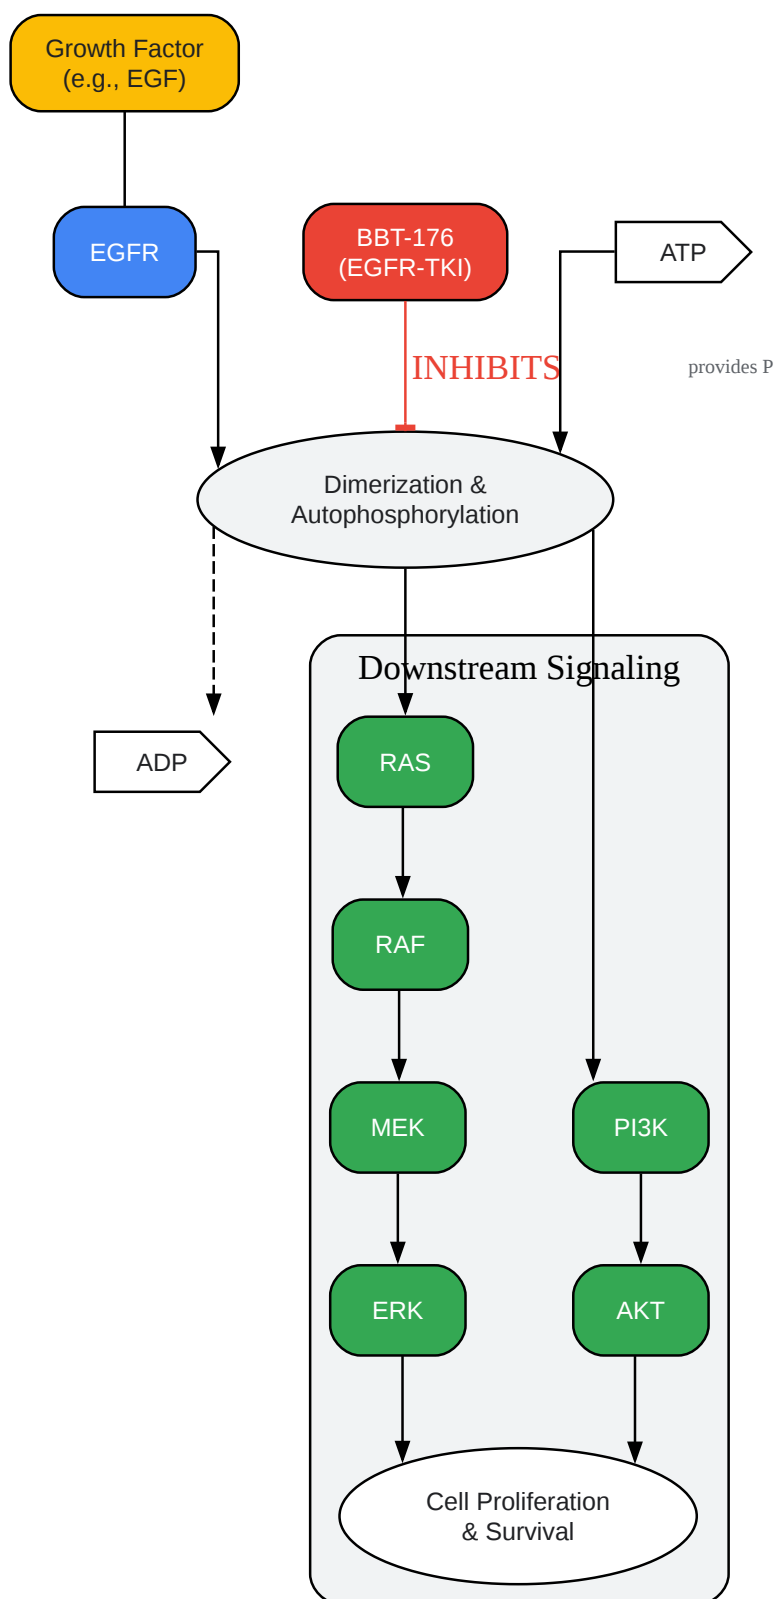 Growth Factor
(e.g., EGF)
EGFR
BBT-176
(EGFR-TKI)
ATP
INHIBITS
provides P
Dimerization &
Autophosphorylation
Downstream Signaling
RAS
ADP
RAF
MEK
PI3K
ERK
AKT
Cell Proliferation
& Survival